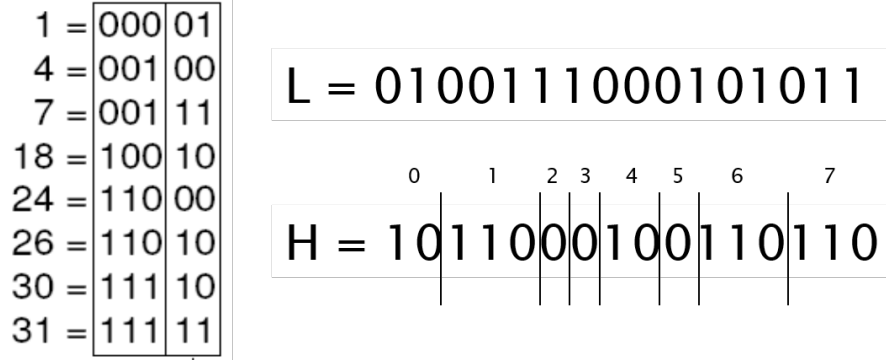 1 = 000 01
4 = 001 00
7 = 001 11
18 = 100 10
24 = 110 00
26 = 110 10
30 = 111 10
31 = 111 11
L = 0100111000101011
0 1 2 3 4 5 6 7
H = 1011000100110110